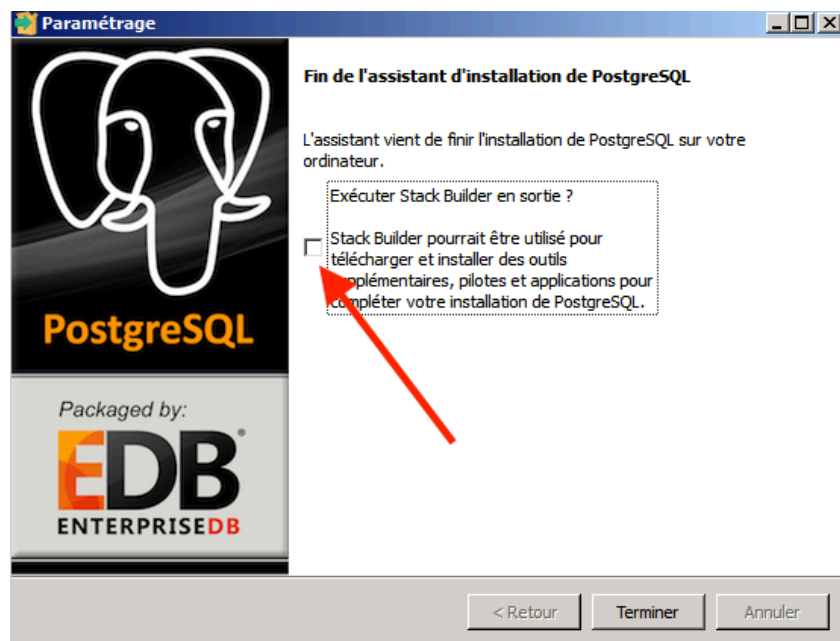 Paramétrage
Fin de l'assistant d'installation de PostgreSQL
L'assistant vient de finir l'installation de PostgreSQL sur votre
ordinateur.
Exécuter Stack Builder en sortie ?
Stack Builder pourrait être utilisé pour
télécharger et installer des outils
supplémentaires, pilotes et applications pour
compléter votre installation de PostgreSQL.
PostgreSQL
Packaged by:
EDB
ENTERPRISEDB
< Retour
Terminer
Annuler